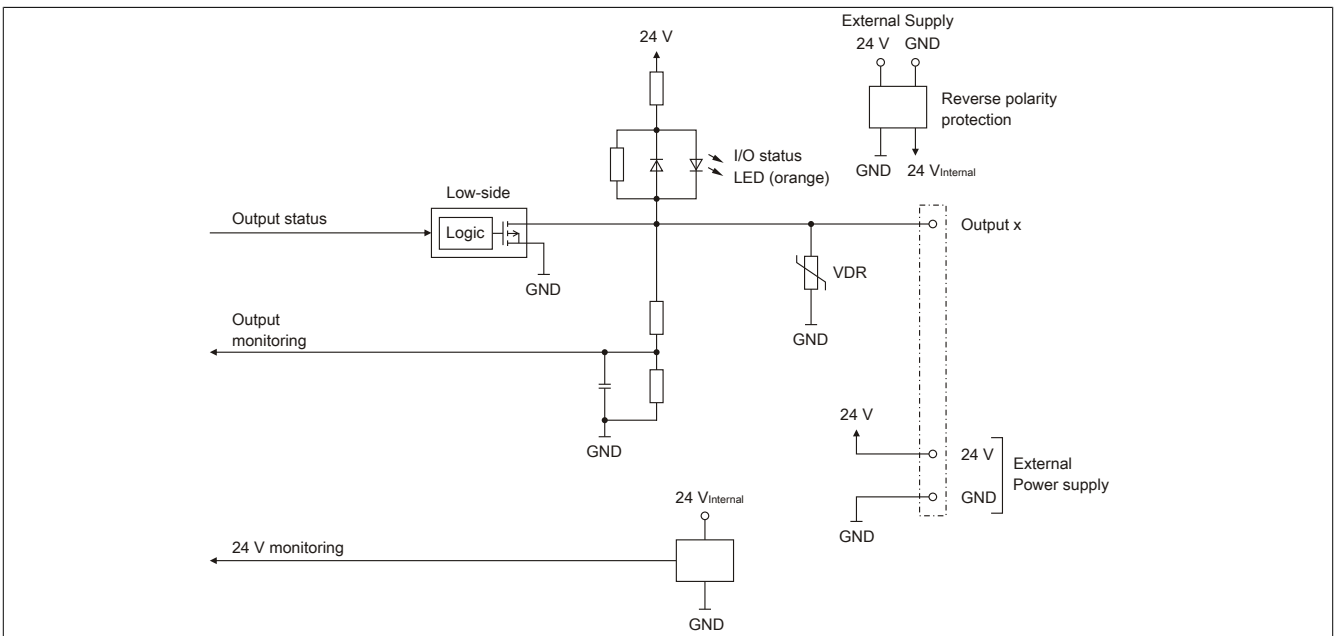 External Supply
24 V GND
24 V
Reverse polarity
protection
GND 24 VInternal
I/O status
LED (orange)
Low-side
Output status
Logic
Output x
GND
VDR
Output
monitoring
GND
GND
24 V
24 V
External
Power supply
GND
GND
24 VInternal
24 V monitoring
GND